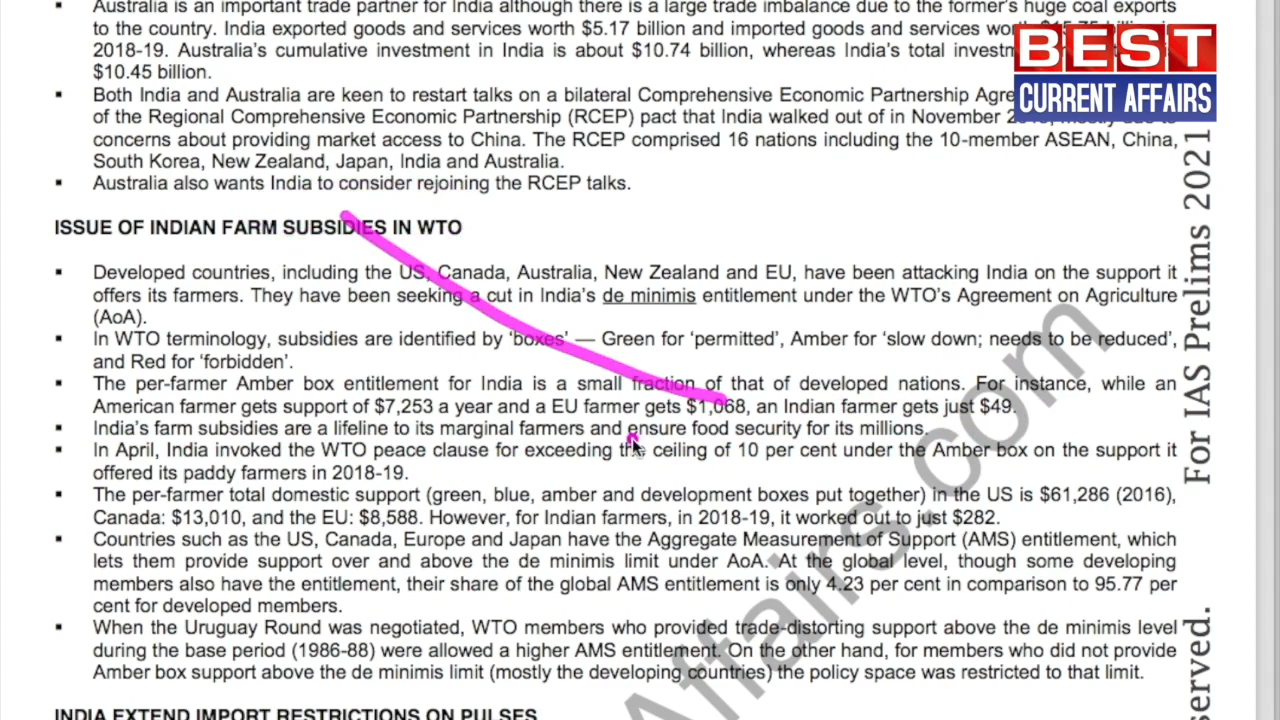 Australia is an important trade partner for India although there is a large trade imbalance due to the former's huge coal exports
to the country. India exported goods and services worth $5.17 billion and imported goods and services
2018-19. Australia's cumulative investment in India is about $10.74 billion, whereas India's total
$10.45 billion.
Both India and Australia are keen to restart talks on a bilateral Comprehensive Economic Partnership
of the Regional Comprehensive Economic Partnership (RCEP) pact that India walked out of in November
concerns about providing market access to China. The RCEP comprised 16 nations including the 10-member ASEAN, China,
South Korea, New Zealand, Japan, India and Australia.
Australia also wants India to consider rejoining the RCEP talks.
BEST
CURRENT AFFAIRS
ISSUE OF INDIAN FARM SUBSIDIES IN WTO
Developed countries, including the US, Canada, Australia, New Zealand and EU, have been attacking India on the support it
offers its farmers. They have been seeking a cut in India's de minimis entitlement under the WTO's Agreement on Agriculture
(AoA).
In WTO terminology, subsidies are identified by 'boxes' — Green for 'permitted', Amber for 'slow down; needs to be reduced',
and Red for 'forbidden'.
The per-farmer Amber box entitlement for India is a small fraction of that of developed nations. For instance, while an
American farmer gets support of $7,253 a year and a EU farmer gets $1,068, an Indian farmer gets just $49.
India's farm subsidies are a lifeline to its marginal farmers and ensure food security for its millions.
In April, India invoked the WTO peace clause for exceeding the ceiling of 10 per cent under the Amber box on the support it
offered its paddy farmers in 2018-19.
The per-farmer total domestic support (green, blue, amber and development boxes put together) in the US is $61,286 (2016),
Canada: $13,010, and the EU: $8,588. However, for Indian farmers, in 2018-19, it worked out to just $282.
Countries such as the US, Canada, Europe and Japan have the Aggregate Measurement of Support (AMS) entitlement, which
lets them provide support over and above the de minimis limit under AoA. At the global level, though some developing
members also have the entitlement, their share of the global AMS entitlement is only 4.23 per cent in comparison to 95.77 per
cent for developed members.
When the Uruguay Round was negotiated, WTO members who provided trade-distorting support above the de minimis level
during the base period (1986-88) were allowed a higher AMS entitlement. On the other hand, for members who did not provide
Amber box support above the de minimis limit (mostly the developing countries) the policy space was restricted to that limit.
INDIA EXTEND IMPORT RESTRICTIONS ON PULSES
For IAS Prelims 2021
served.
Affairs.com